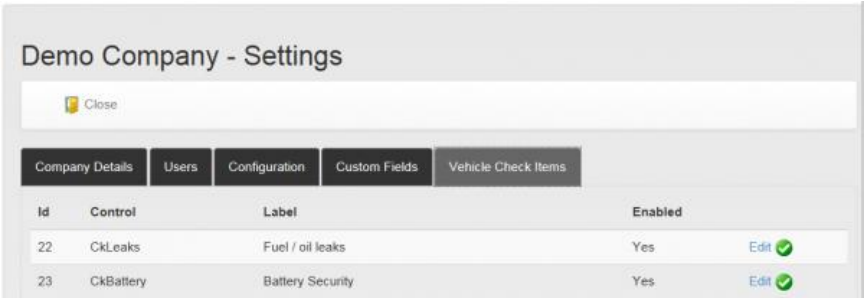 Demo Company - Settings
Close
Company Details Users Configuration Custom Fields Vehicle Check Items
Id Control Label Enabled
22 CkLeaks Fuel / oil leaks Yes Edit
23 CkBattery Battery Security Yes Edit